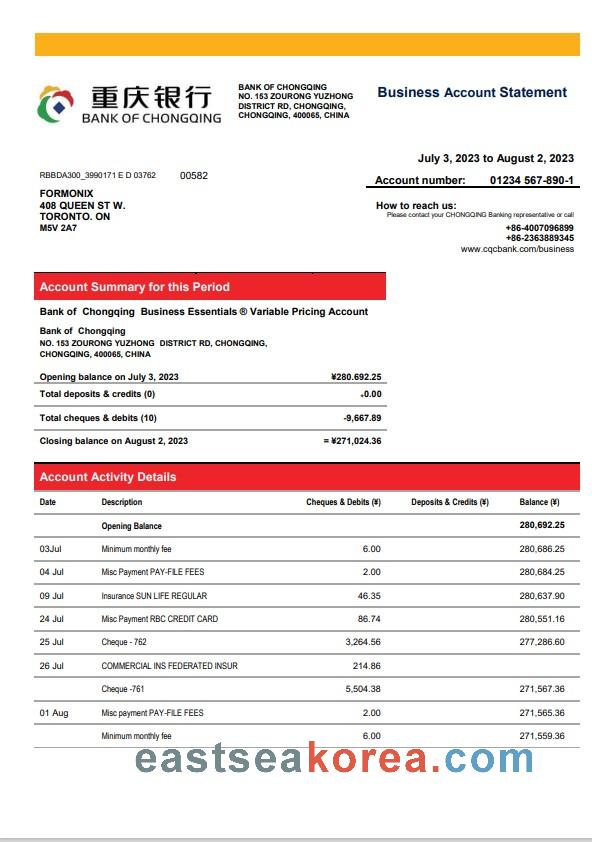 重庆银行
BANK OF CHONGQING
BANK OF CHONGQING
NO. 153 ZOURONG YUZHONG
DISTRICT RD, CHONGQING,
CHONGQING, 400065, CHINA
Business Account Statement
July 3, 2023 to August 2, 2023
Account number: 01234 567-890-1
RBBDA300_3990171 E D 03762 00582
FORMONIX
408 QUEEN ST W.
TORONTO. ON
M5V 2A7
How to reach us:
Please contact your CHONGQING Banking representative or call
+86-4007096899
+86-2363889345
www.cqcbank.com/business
Account Summary for this Period
Bank of Chongqing Business Essentials ® Variable Pricing Account
Bank of Chongqing
NO. 153 ZOURONG YUZHONG DISTRICT RD, CHONGQING,
CHONGQING, 400065, CHINA
Opening balance on July 3, 2023 ¥280.692.25
Total deposits & credits (0) +0.00
Total cheques & debits (10) -9,667.89
Closing balance on August 2, 2023 = ¥271,024.36
Account Activity Details
Date Description Cheques & Debits (¥) Deposits & Credits (¥) Balance (¥)
Opening Balance 280,692.25
03Jul Minimum monthly fee 6.00 280,686.25
04 Jul Misc Payment PAY-FILE FEES 2.00 280,684.25
09 Jul Insurance SUN LIFE REGULAR 46.35 280,637.90
24 Jul Misc Payment RBC CREDIT CARD 86.74 280,551.16
25 Jul Cheque - 762 3,264.56 277,286.60
26 Jul COMMERCIAL INS FEDERATED INSUR 214.86
Cheque -761 5,504.38 271,567.36
01 Aug Misc payment PAY-FILE FEES 2.00 271,565.36
Minimum monthly fee 6.00 271,559.36
eastseakorea.com